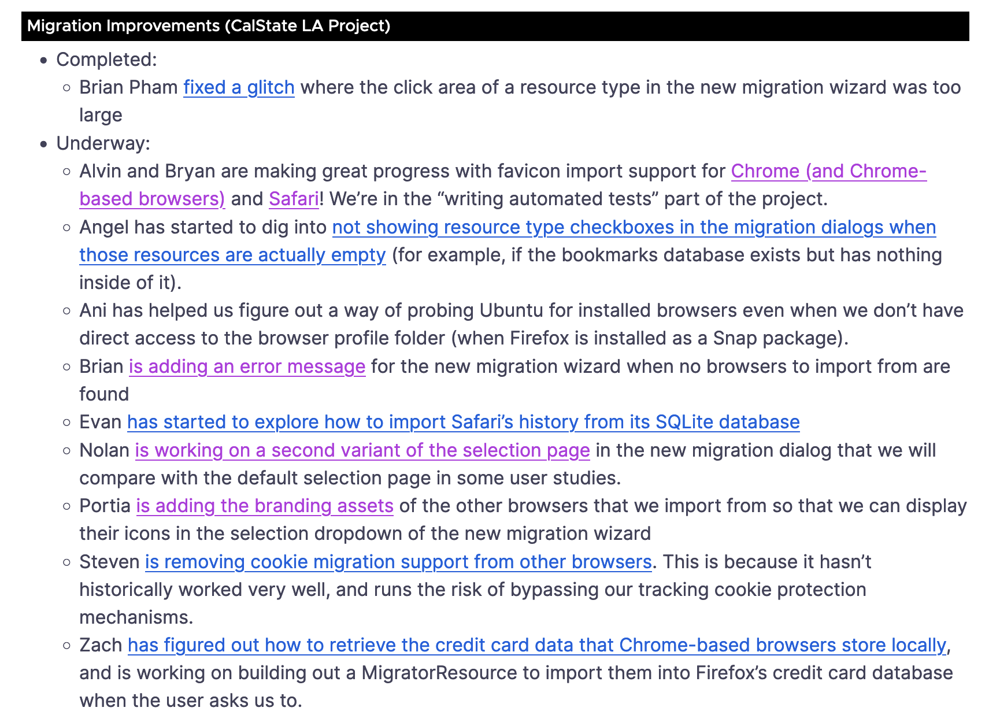 Migration Improvements (CalState LA Project)
Completed:
Brian Pham fixed a glitch where the click area of a resource type in the new migration wizard was too
large
Underway:
Alvin and Bryan are making great progress with favicon import support for Chrome (and Chrome-
based browsers) and Safari! We’re in the “writing automated tests” part of the project.
Angel has started to dig into not showing resource type checkboxes in the migration dialogs when
those resources are actually empty (for example, if the bookmarks database exists but has nothing
inside of it).
Ani has helped us figure out a way of probing Ubuntu for installed browsers even when we don’t have
direct access to the browser profile folder (when Firefox is installed as a Snap package).
Brian is adding an error message for the new migration wizard when no browsers to import from are
found
Evan has started to explore how to import Safari’s history from its SQLite database
Nolan is working on a second variant of the selection page in the new migration dialog that we will
compare with the default selection page in some user studies.
Portia is adding the branding assets of the other browsers that we import from so that we can display
their icons in the selection dropdown of the new migration wizard
Steven is removing cookie migration support from other browsers. This is because it hasn’t
historically worked very well, and runs the risk of bypassing our tracking cookie protection
mechanisms.
Zach has figured out how to retrieve the credit card data that Chrome-based browsers store locally,
and is working on building out a MigratorResource to import them into Firefox’s credit card database
when the user asks us to.